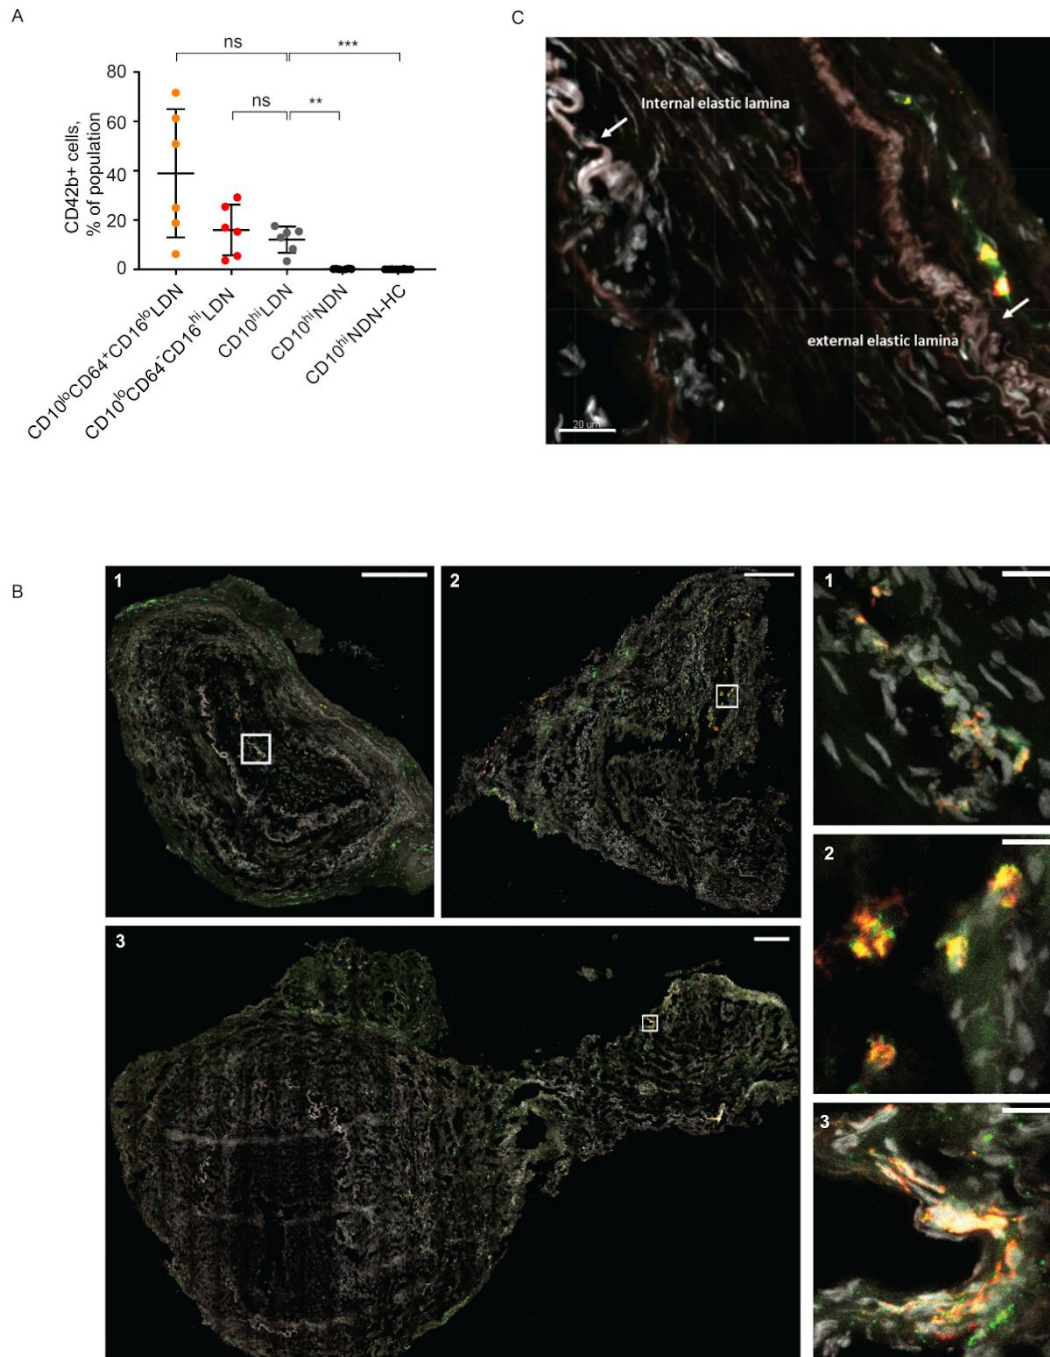 A
ns
***
ns
**
80
60
40
20
0
CD42b+ cells,
% of population
CD10loCD64+CD16loLDN
CD10loCD64-CD16hiLDN
CD10hiLDN
CD10hiNDN
CD10hiNDN-HC
C
Internal elastic lamina
external elastic lamina
20 um
B
1
2
3
1
2
3